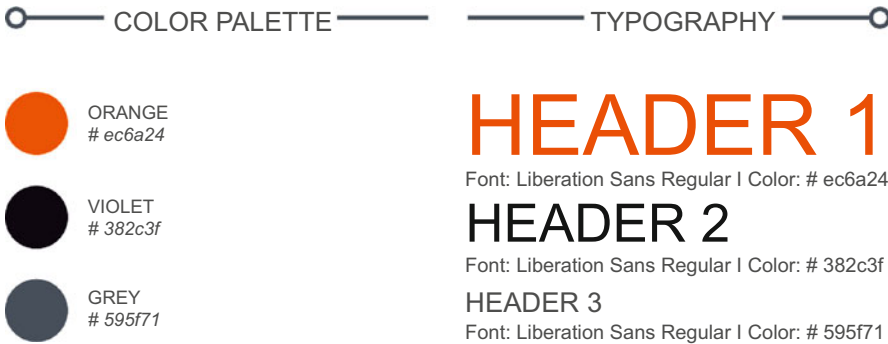 COLOR PALETTE
ORANGE
# ec6a24
VIOLET
# 382c3f
GREY
# 595f71
TYPOGRAPHY
HEADER 1
Font: Liberation Sans Regular I Color: # ec6a24
HEADER 2
Font: Liberation Sans Regular I Color: # 382c3f
HEADER 3
Font: Liberation Sans Regular I Color: # 595f71